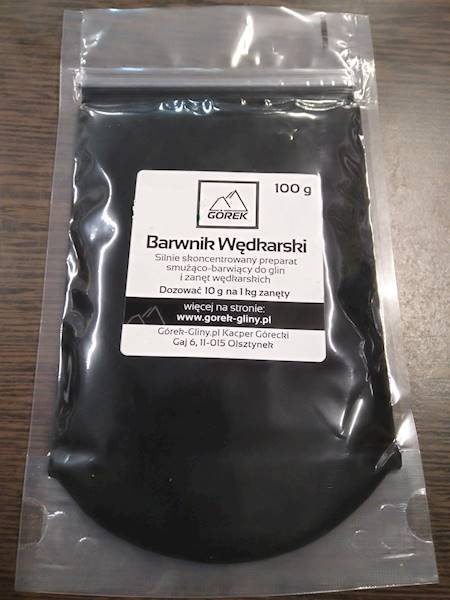 GÓREK
100 g
Barwnik Wędkarski
Silnie skoncentrowany preparat
smużąco-barwiący do glin
i zanęt wędkarskich
Dozować 10 g na 1 kg zanęty
więcej na stronie:
www.gorek-gliny.pl
Górek-Gliny.pl Kacper Górecki
Gaj 6, 11-015 Olsztynek